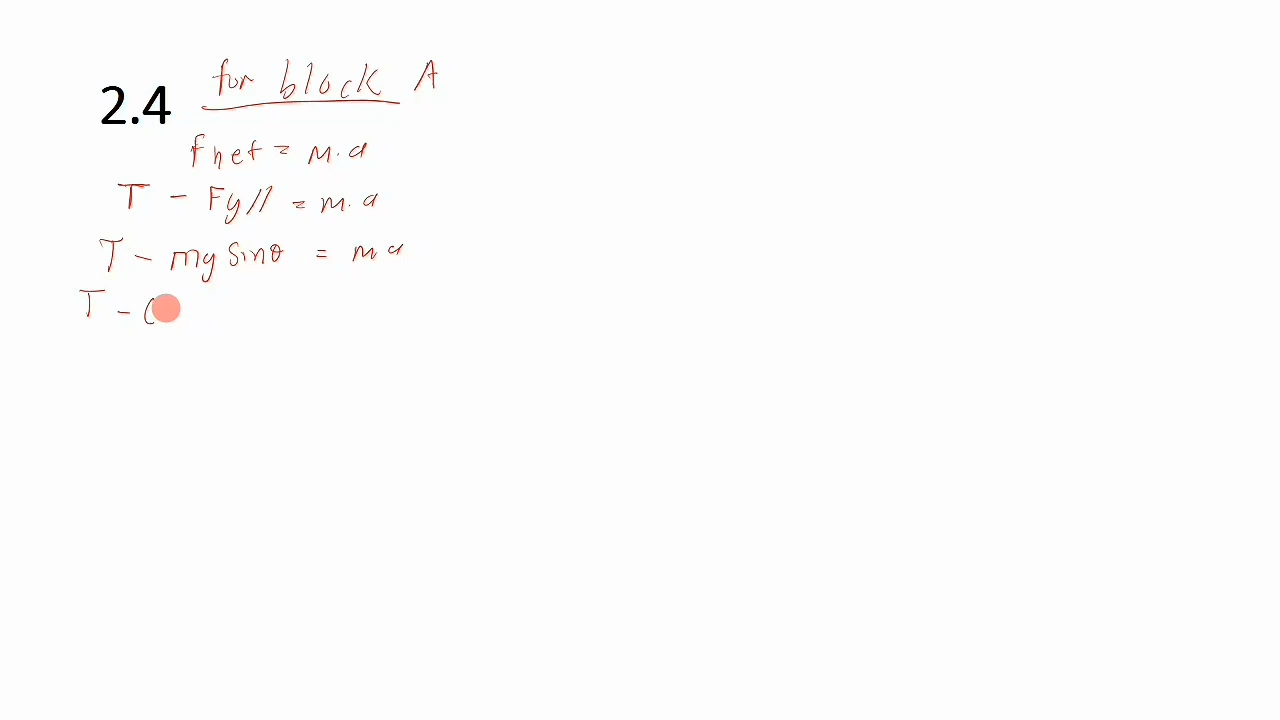 2.4 for block A
Fnet = m.a
T - Fg// = m.a
T - mg sinθ = ma
T - (